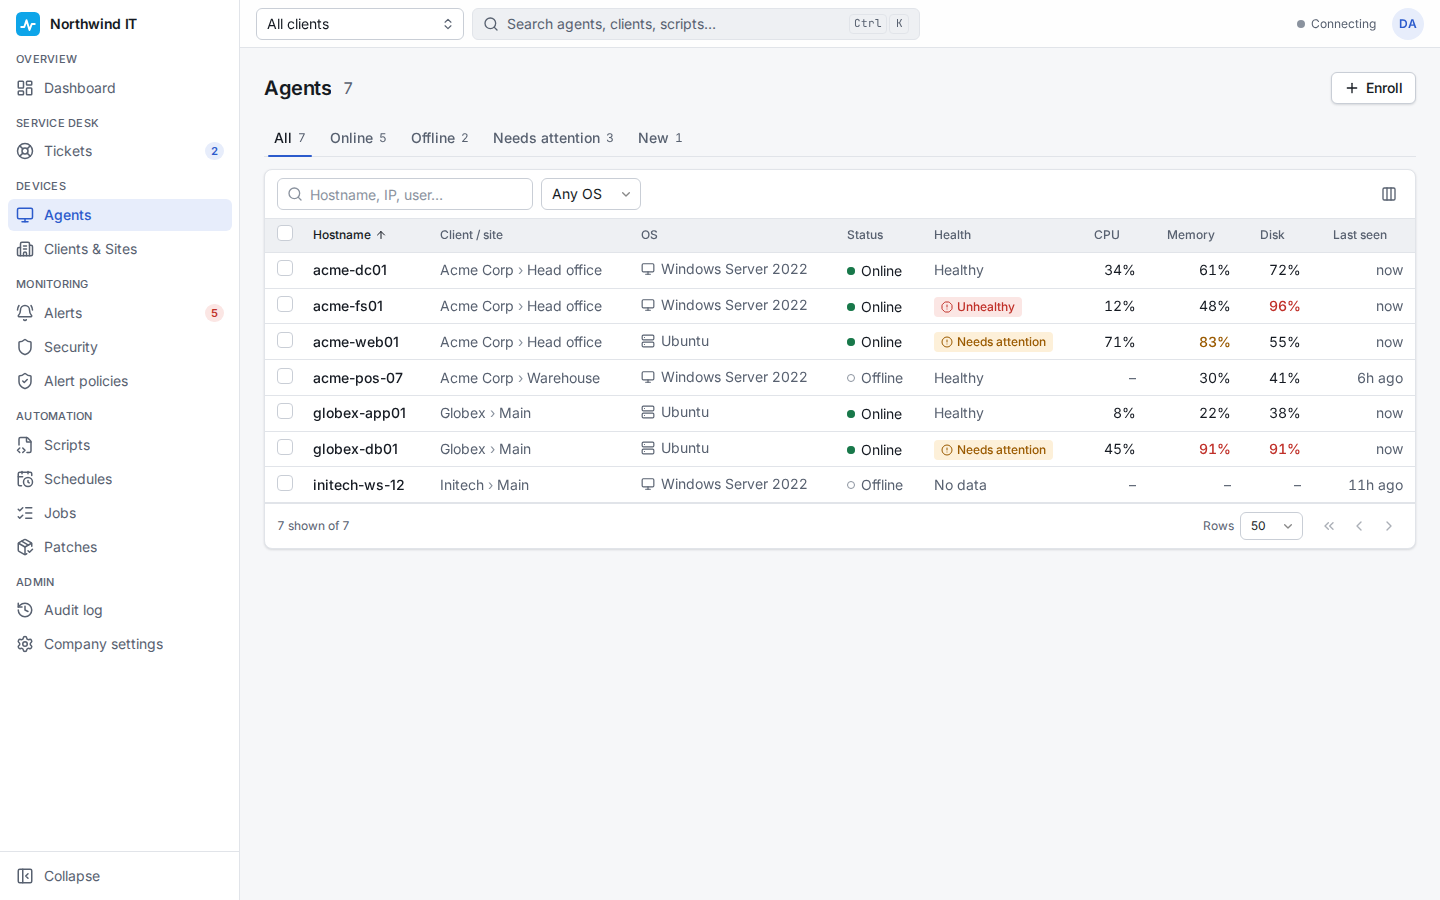 Northwind IT
All clients
Search agents, clients, scripts...
Ctrl K
Connecting
DA
OVERVIEW
Dashboard
SERVICE DESK
Tickets 2
DEVICES
Agents
Clients & Sites
MONITORING
Alerts 5
Security
Alert policies
AUTOMATION
Scripts
Schedules
Jobs
Patches
ADMIN
Audit log
Company settings
Collapse
Agents 7
Enroll
All 7 Online 5 Offline 2 Needs attention 3 New 1
Hostname, IP, user...
Any OS
Hostname ↑ Client / site OS Status Health CPU Memory Disk Last seen
acme-dc01 Acme Corp › Head office Windows Server 2022 Online Healthy 34% 61% 72% now
acme-fs01 Acme Corp › Head office Windows Server 2022 Online Unhealthy 12% 48% 96% now
acme-web01 Acme Corp › Head office Ubuntu Online Needs attention 71% 83% 55% now
acme-pos-07 Acme Corp › Warehouse Windows Server 2022 Offline Healthy – 30% 41% 6h ago
globex-app01 Globex › Main Ubuntu Online Healthy 8% 22% 38% now
globex-db01 Globex › Main Ubuntu Online Needs attention 45% 91% 91% now
initech-ws-12 Initech › Main Windows Server 2022 Offline No data – – – 11h ago
7 shown of 7
Rows 50